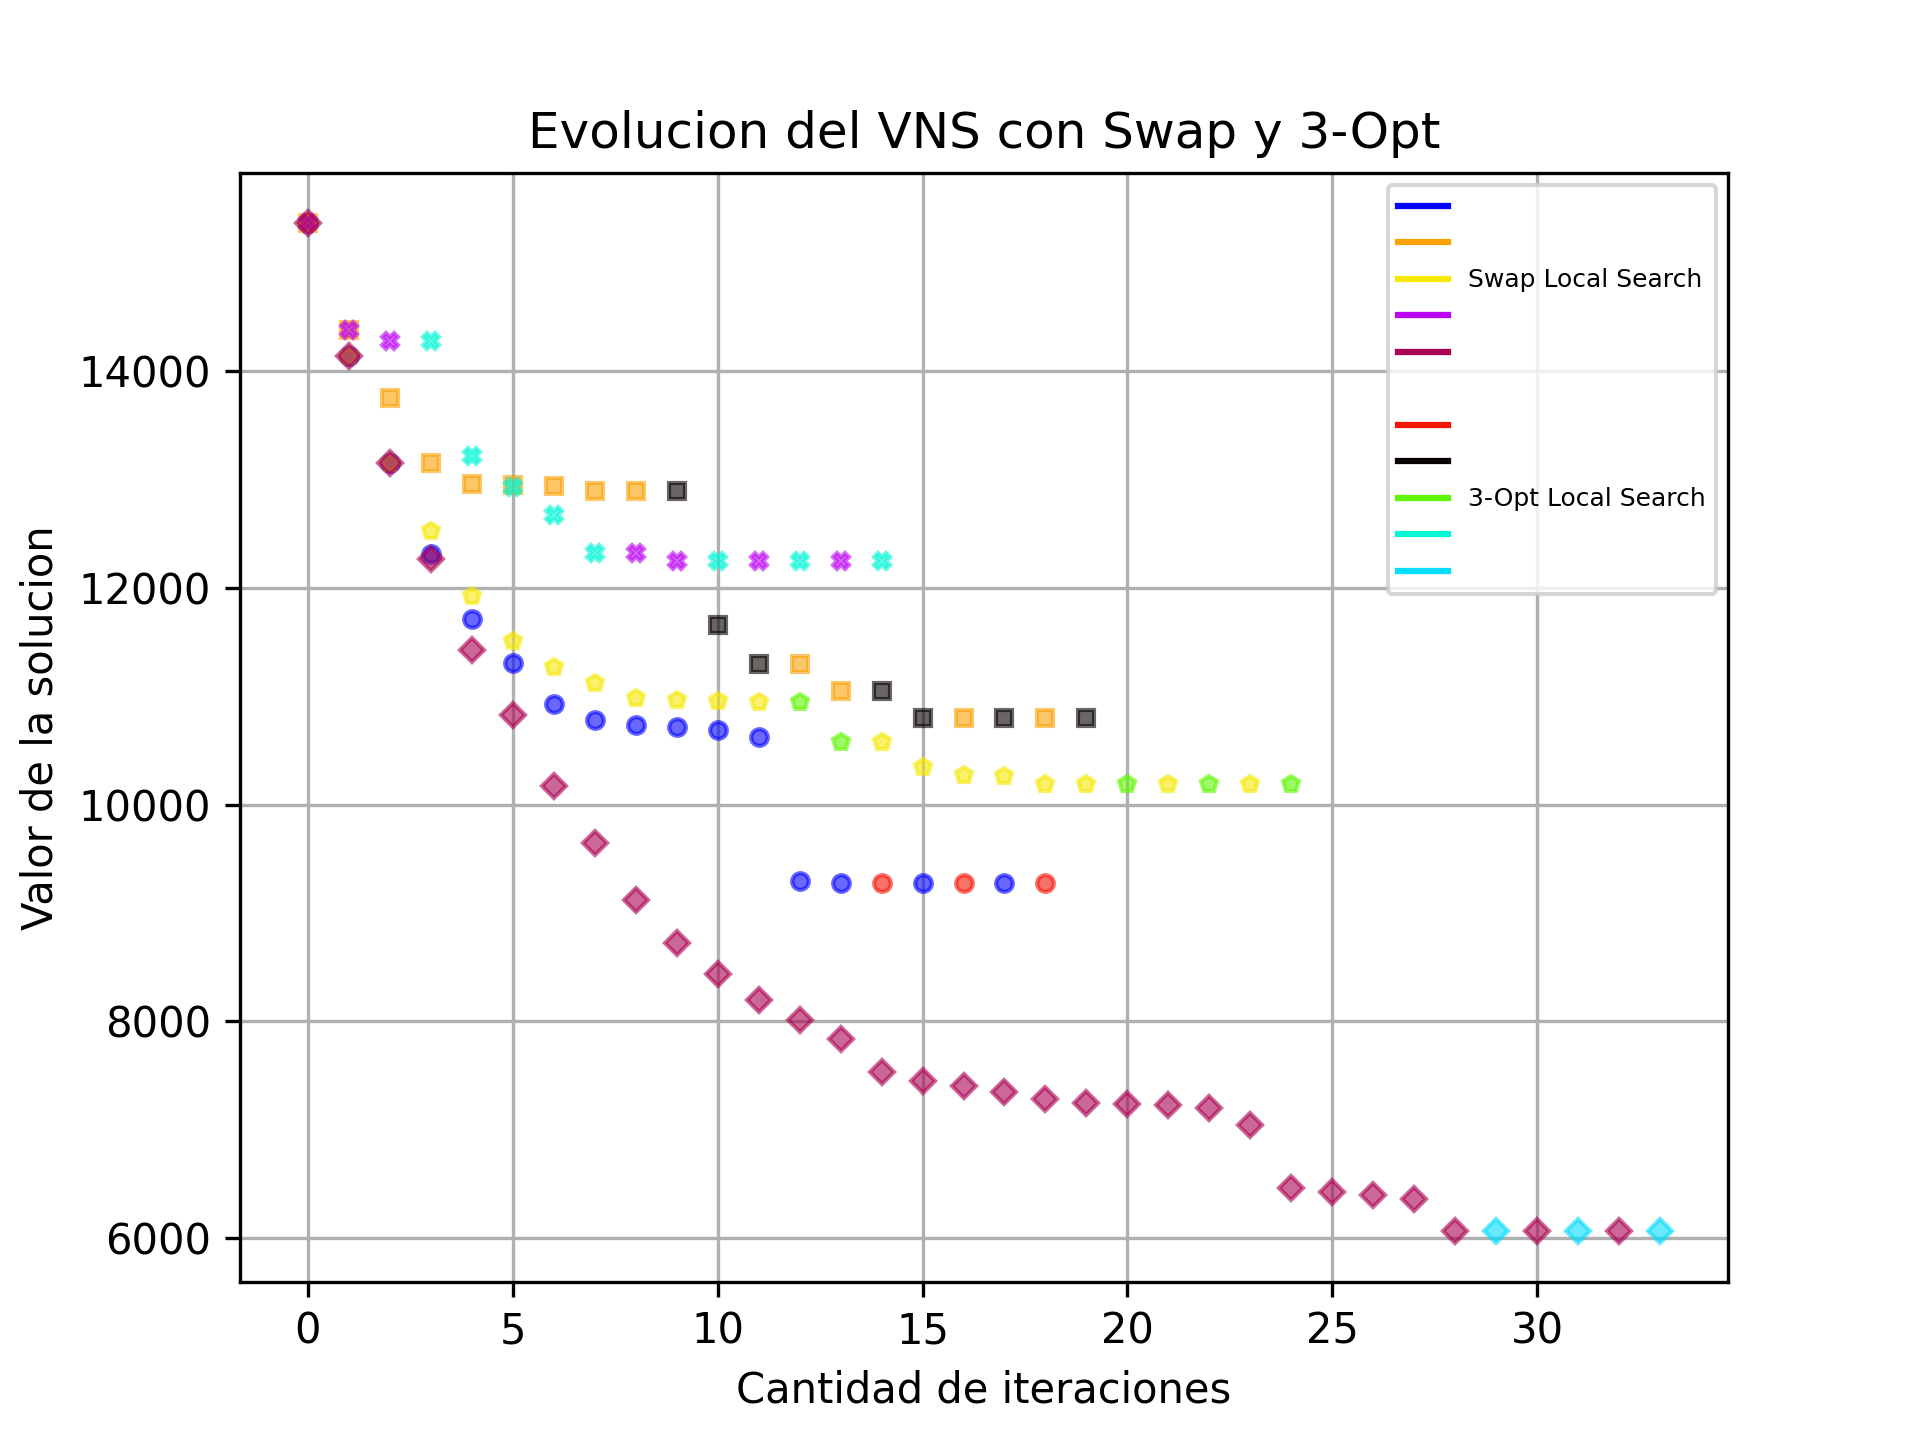 Evolucion del VNS con Swap y 3-Opt
Swap Local Search
3-Opt Local Search
Valor de la solucion
14000
12000
10000
8000
6000
0 5 10 15 20 25 30
Cantidad de iteraciones